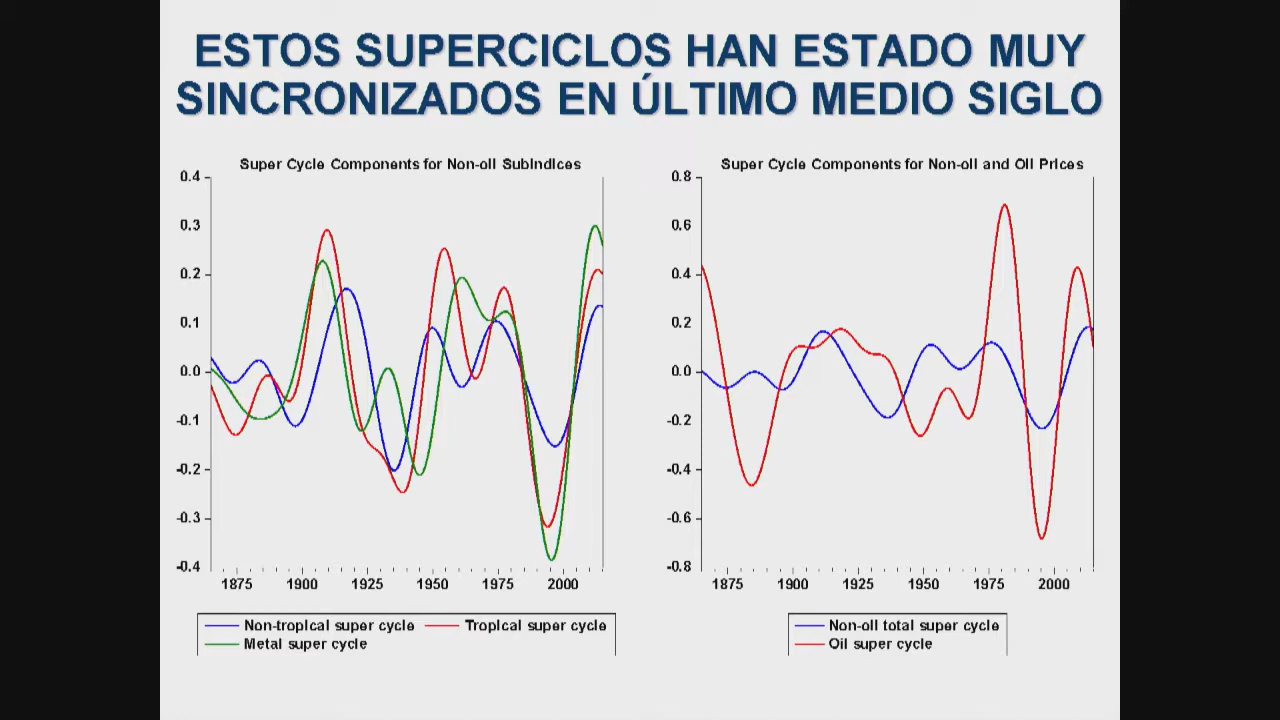 ESTOS SUPERCICLOS HAN ESTADO MUY
SINCRONIZADOS EN ÚLTIMO MEDIO SIGLO
Super Cycle Components for Non-oil Subindices
0.4
0.3
0.2
0.1
0.0
-0.1
-0.2
-0.3
-0.4
1875 1900 1925 1950 1975 2000
Non-tropical super cycle Tropical super cycle
Metal super cycle
Super Cycle Components for Non-oil and Oil Prices
0.8
0.6
0.4
0.2
0.0
-0.2
-0.4
-0.6
-0.8
1875 1900 1925 1950 1975 2000
Non-oil total super cycle
Oil super cycle